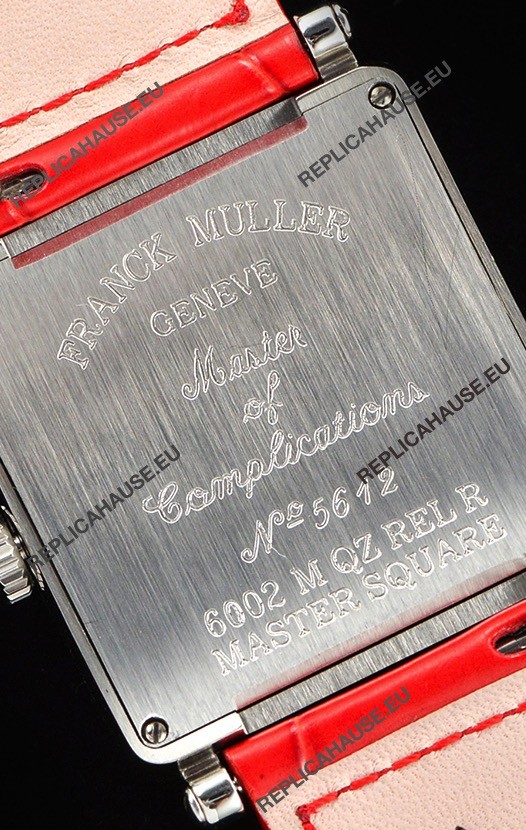 FRANCK MULLER
GENEVE
Master
of
Complications
No 5612
6002 M QZ REL R
MASTER SQUARE
REPLICAHAUSE.EU
REPLICAHAUSE.EU
REPLICAHAUSE.EU
REPLICAHAUSE.EU
REPLICAHAUSE.EU
REPLICAHAUSE.EU